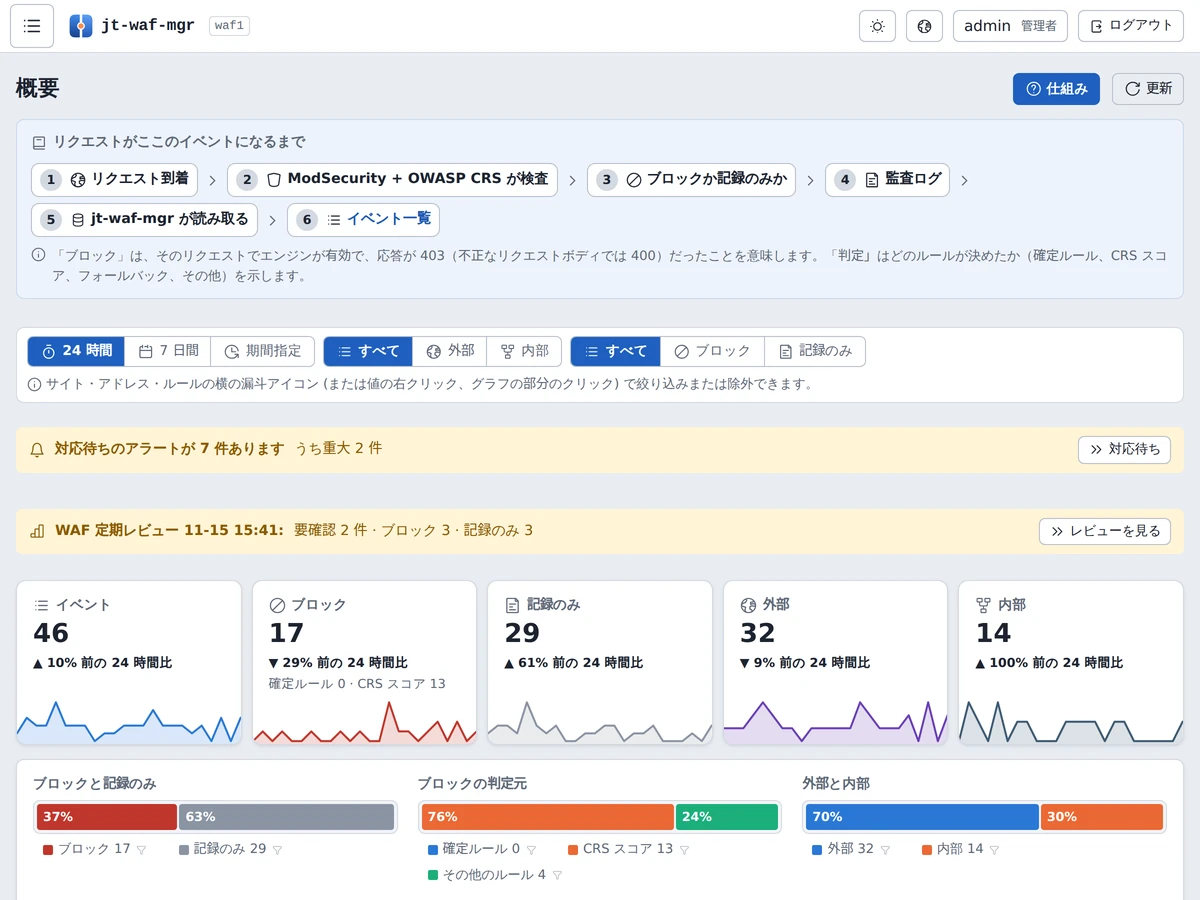 jt-waf-mgr waf1 admin 管理者 ログアウト
概要 仕組み 更新
リクエストがここのイベントになるまで
1 リクエスト到着 2 ModSecurity + OWASP CRS が検査 3 ブロックか記録のみか 4 監査ログ
5 jt-waf-mgr が読み取る 6 イベント一覧
「ブロック」は、そのリクエストでエンジンが有効で、応答が 403（不正なリクエストボディでは 400）だったことを意味します。「判定」はどのルールが決めたか（確定ルール、CRS スコ
ア、フォールバック、その他）を示します。
24 時間 7 日間 期間指定 すべて 外部 内部 すべて ブロック 記録のみ
サイト・アドレス・ルールの横の漏斗アイコン (または値の右クリック、グラフの部分のクリック) で絞り込みまたは除外できます。
対応待ちのアラートが 7 件あります うち重大 2 件 対応待ち
WAF 定期レビュー 11-15 15:41: 要確認 2 件 · ブロック 3 · 記録のみ 3 レビューを見る
イベント ブロック 記録のみ 外部 内部
46 17 29 32 14
▲ 10% 前の 24 時間比 ▼ 29% 前の 24 時間比 ▲ 61% 前の 24 時間比 ▼ 9% 前の 24 時間比 ▲ 100% 前の 24 時間比
確定ルール 0 · CRS スコア 13
ブロックと記録のみ ブロックの判定元 外部と内部
37% 63% 76% 24% 70% 30%
ブロック 17 記録のみ 29 確定ルール 0 CRS スコア 13 外部 32 内部 14
その他のルール 4